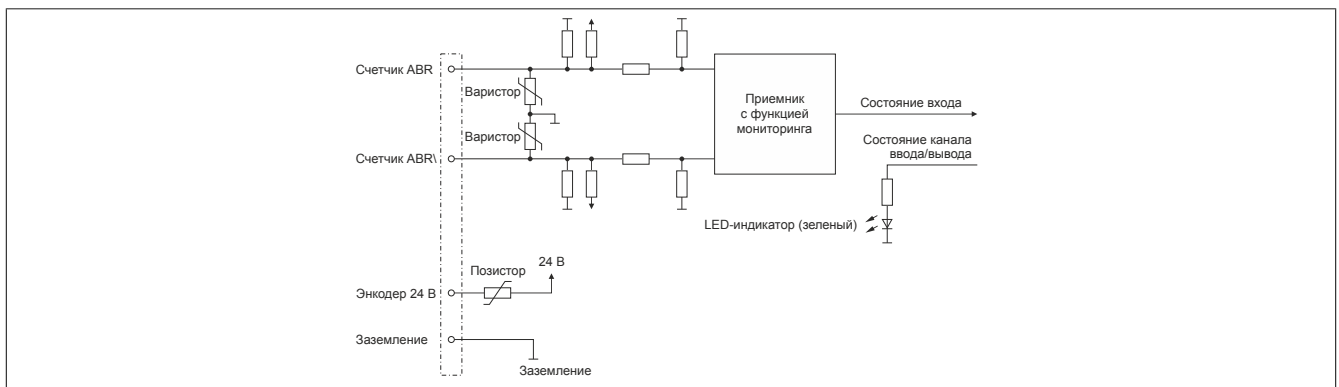 Счетчик ABR
Варистор
Варистор
Счетчик ABR\
Приемник
с функцией
мониторинга
Состояние входа
Состояние канала
ввода/вывода
LED-индикатор (зеленый)
Позистор
24 В
Энкодер 24 В
Заземление
Заземление